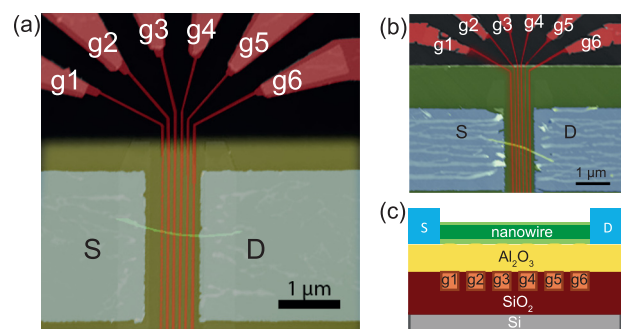 (a)
g1
g2
g3
g4
g5
g6
S
D
1 µm
(b)
g1
g2
g3
g4
g5
g6
S
D
1 µm
(c)
S
nanowire
D
Al2O3
g1 g2 g3 g4 g5 g6
SiO2
Si